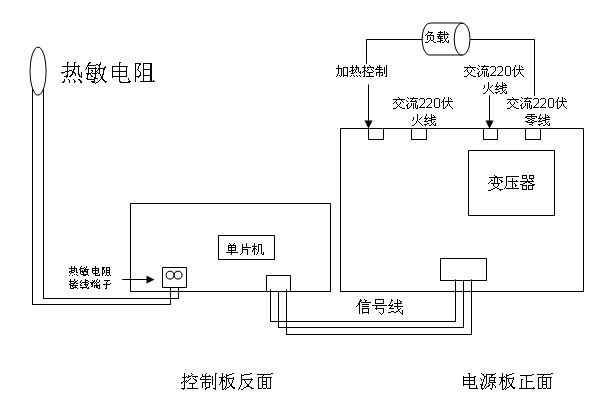 负载
热敏电阻
加热控制
交流220伏
火线
交流220伏
火线
交流220伏
零线
变压器
单片机
热敏电阻
接线端子
信号线
控制板反面
电源板正面